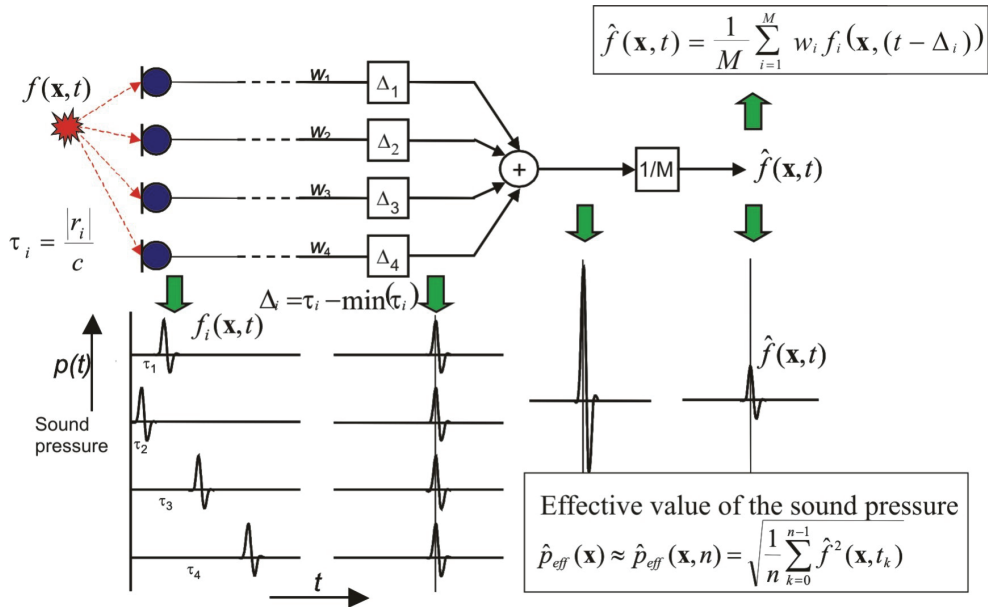 f̂(x,t) = 1/M ∑_{i=1}^{M} w_i f_i(x,(t−Δ_i))
f(x,t)
w₁ Δ₁
w₂ Δ₂
+ 1/M f̂(x,t)
w₃ Δ₃
τ_i = |r_i|/c
w₄ Δ₄
Δ_i=τ_i−min(τ_i)
f_i(x,t)
f̂(x,t)
p(t)
τ₁
Sound
pressure
τ₂
τ₃
τ₄
t
Effective value of the sound pressure
p̂_eff(x) ≈ p̂_eff(x,n) = √(1/n ∑_{k=0}^{n−1} f̂²(x,t_k))